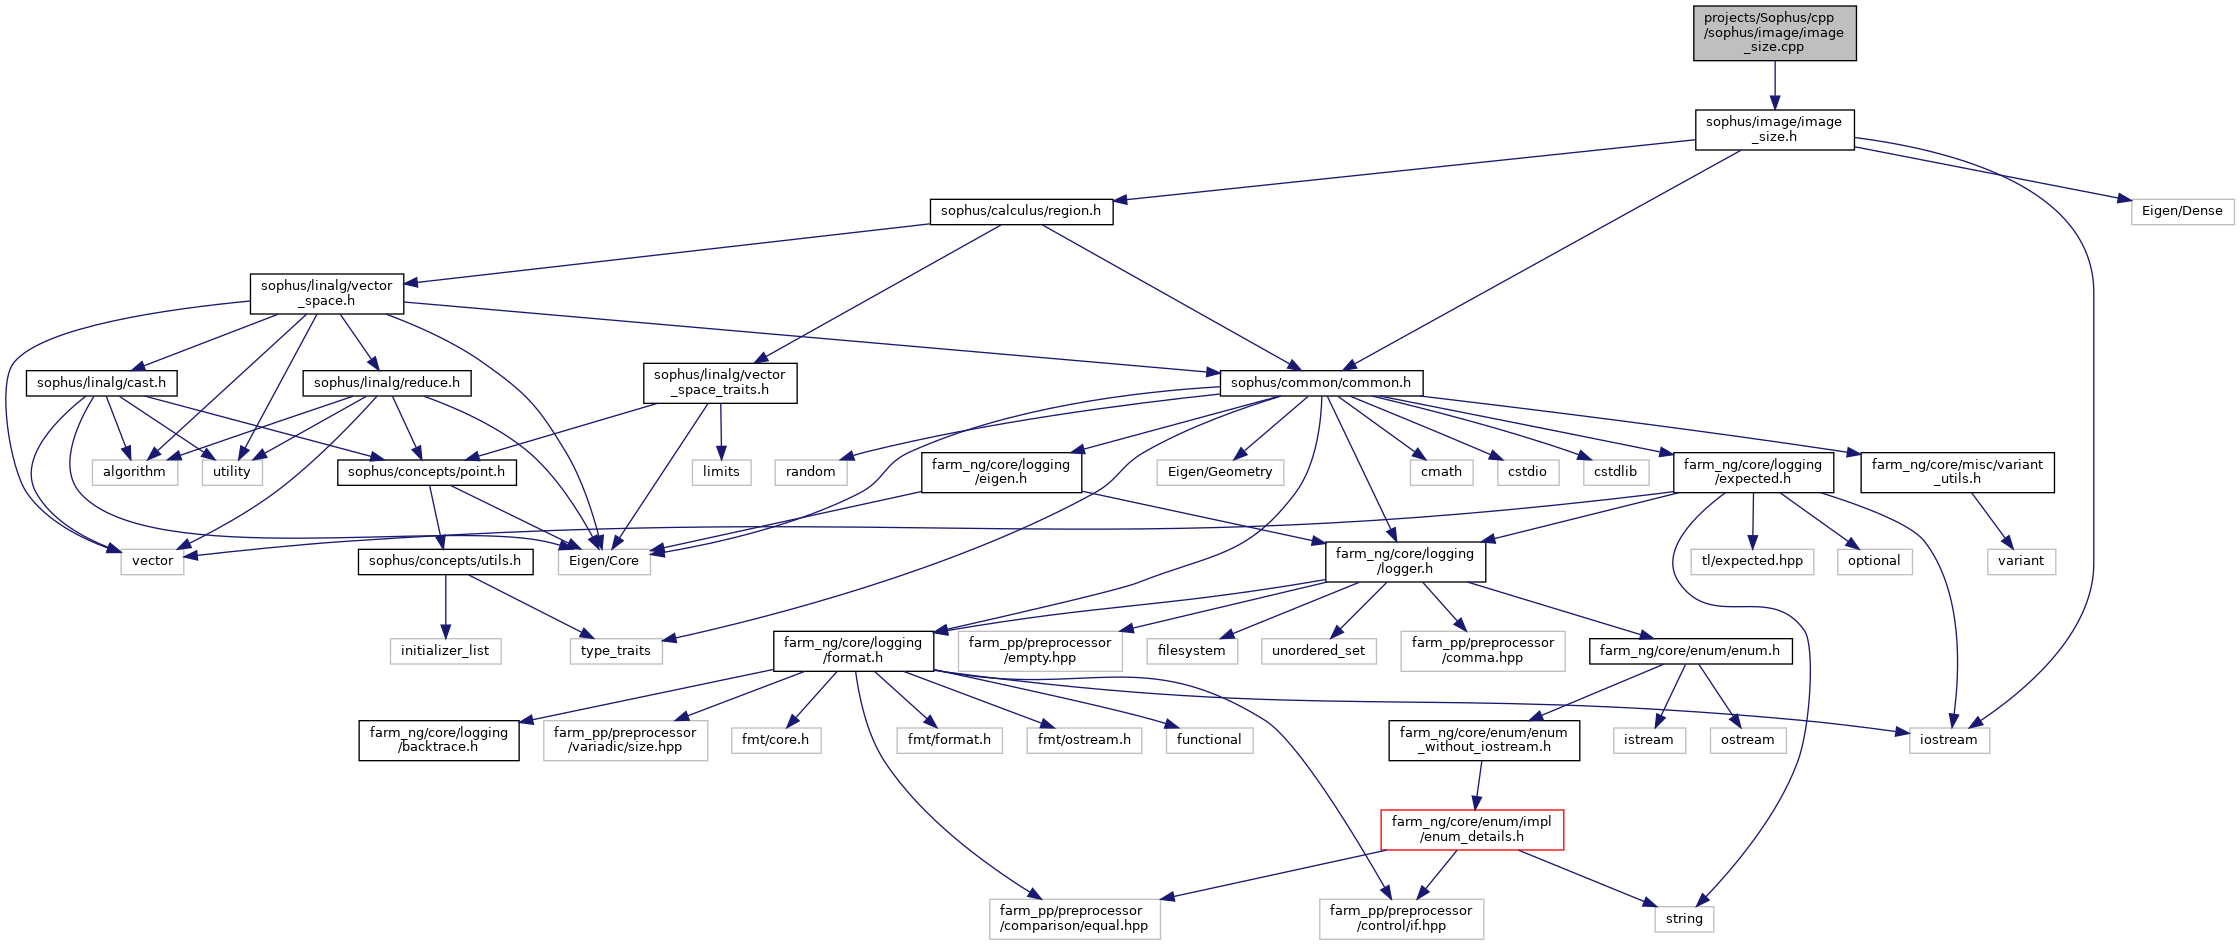 projects/Sophus/cpp
/sophus/image/image
_size.cpp
sophus/image/image
_size.h
sophus/calculus/region.h
Eigen/Dense
sophus/linalg/vector
_space.h
sophus/linalg/cast.h
sophus/linalg/reduce.h
sophus/linalg/vector
_space_traits.h
sophus/common/common.h
algorithm
utility
sophus/concepts/point.h
limits
random
farm_ng/core/logging
/eigen.h
Eigen/Geometry
cmath
cstdio
cstdlib
farm_ng/core/logging
/expected.h
farm_ng/core/misc/variant
_utils.h
vector
sophus/concepts/utils.h
Eigen/Core
farm_ng/core/logging
/logger.h
tl/expected.hpp
optional
variant
initializer_list
type_traits
farm_ng/core/logging
/format.h
farm_pp/preprocessor
/empty.hpp
filesystem
unordered_set
farm_pp/preprocessor
/comma.hpp
farm_ng/core/enum/enum.h
farm_ng/core/logging
/backtrace.h
farm_pp/preprocessor
/variadic/size.hpp
fmt/core.h
fmt/format.h
fmt/ostream.h
functional
farm_ng/core/enum/enum
_without_iostream.h
istream
ostream
iostream
farm_ng/core/enum/impl
/enum_details.h
farm_pp/preprocessor
/comparison/equal.hpp
farm_pp/preprocessor
/control/if.hpp
string